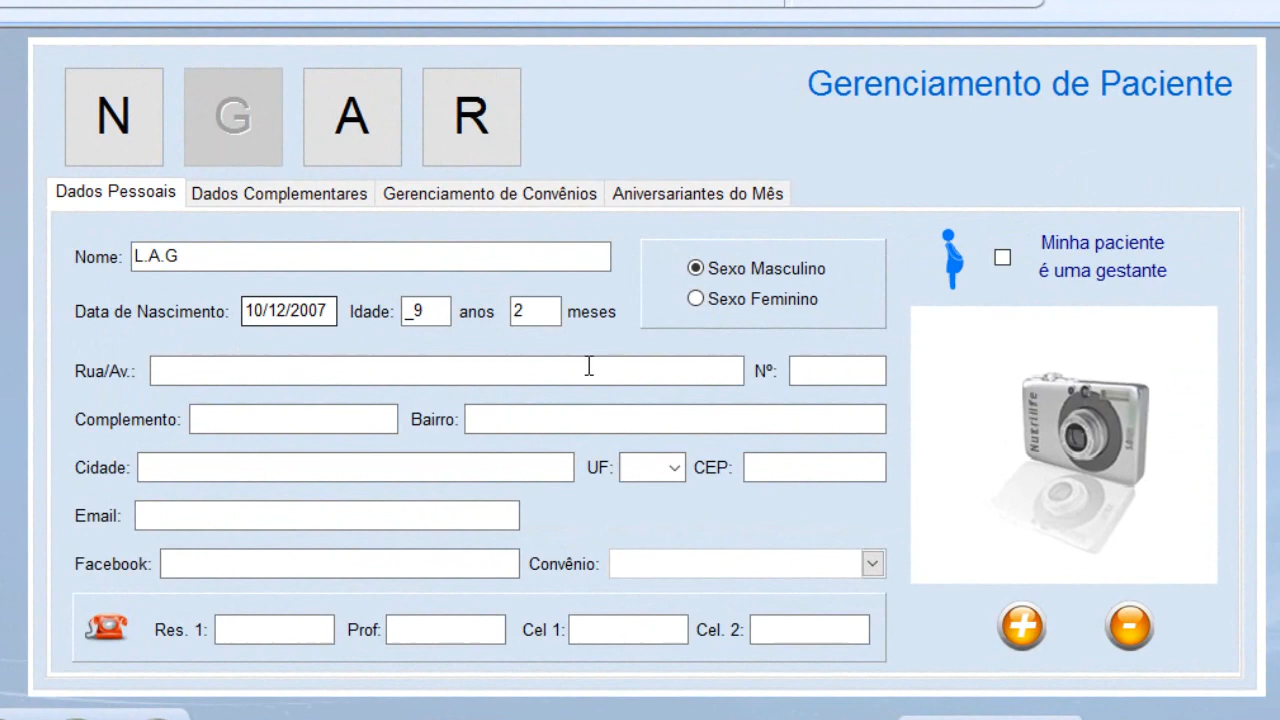 N G A R
Gerenciamento de Paciente
Dados Pessoais Dados Complementares Gerenciamento de Convênios Aniversariantes do Mês
Nome: L.A.G
Sexo Masculino
Sexo Feminino
Minha paciente
é uma gestante
Data de Nascimento: 10/12/2007 Idade: _9 anos 2 meses
Rua/Av.: Nº:
Complemento: Bairro:
Cidade: UF: CEP:
Email:
Facebook: Convênio:
Res. 1: Prof: Cel 1: Cel. 2:
Nutrilife